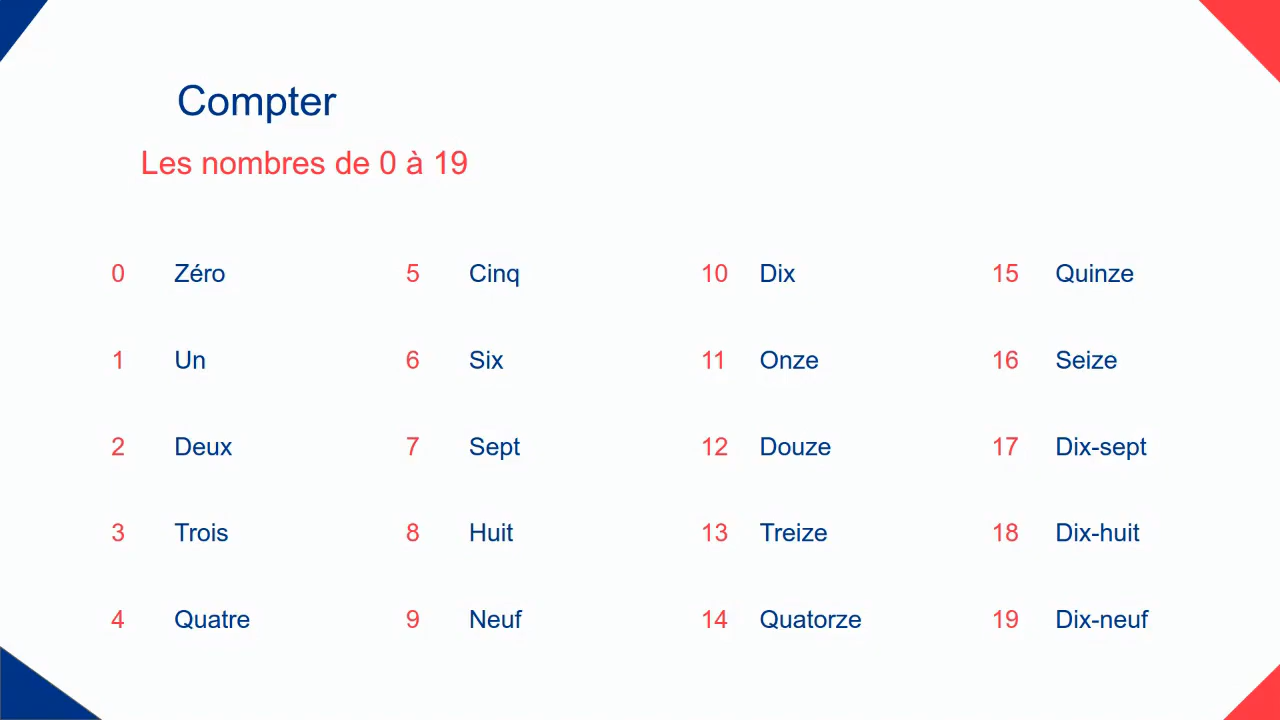 Compter
Les nombres de 0 à 19
0 Zéro 5 Cinq 10 Dix 15 Quinze
1 Un 6 Six 11 Onze 16 Seize
2 Deux 7 Sept 12 Douze 17 Dix-sept
3 Trois 8 Huit 13 Treize 18 Dix-huit
4 Quatre 9 Neuf 14 Quatorze 19 Dix-neuf